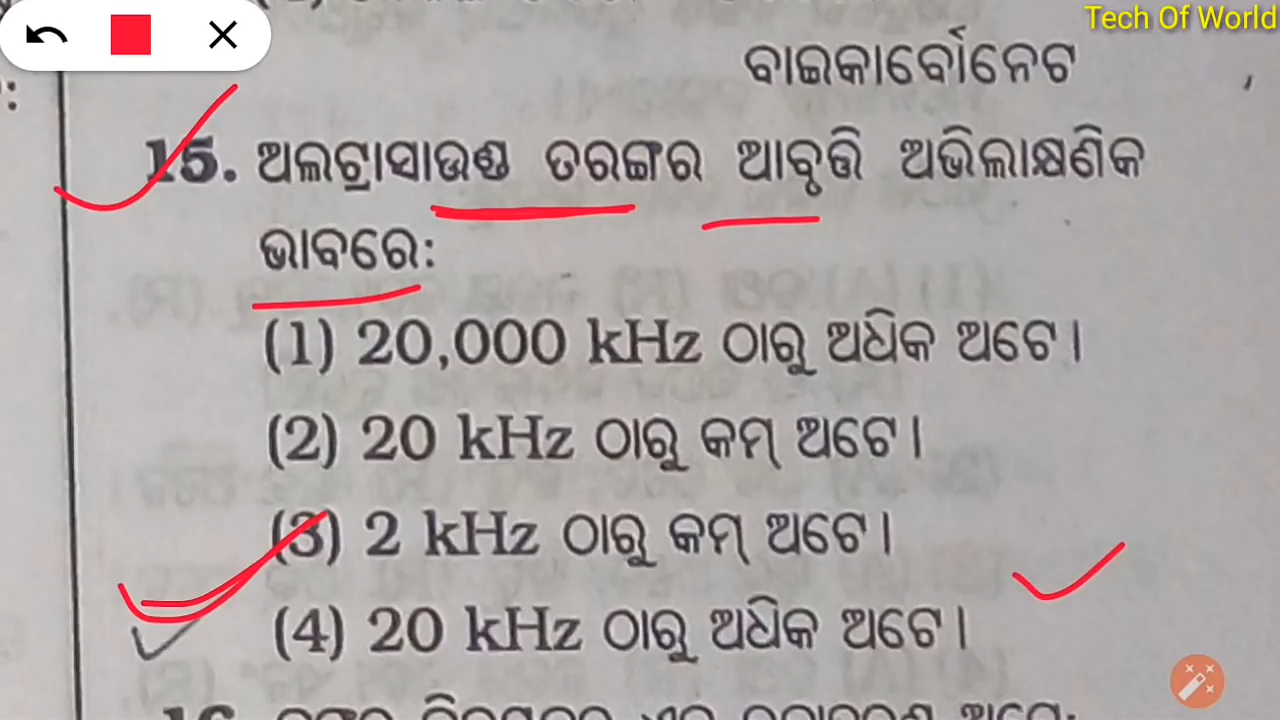 Tech Of World
ବାଇକାର୍ବୋନେଟ
15. ଅଲଟ୍ରାସାଉଣ୍ଡ ତରଙ୍ଗର ଆବୃତ୍ତି ଅଭିଲାକ୍ଷଣିକ
ଭାବରେ:
(1) 20,000 kHz ଠାରୁ ଅଧିକ ଅଟେ।
(2) 20 kHz ଠାରୁ କମ୍ ଅଟେ।
(3) 2 kHz ଠାରୁ କମ୍ ଅଟେ।
(4) 20 kHz ଠାରୁ ଅଧିକ ଅଟେ।